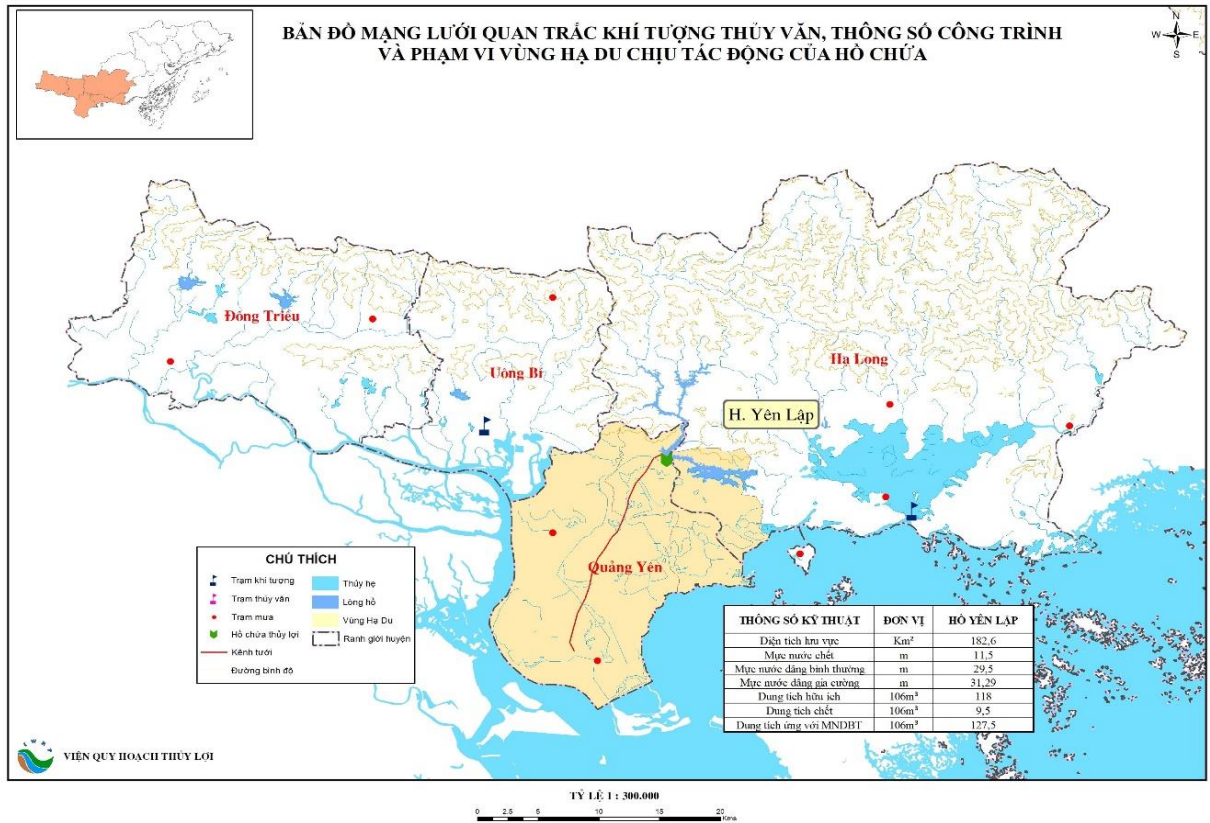 BẢN ĐỒ MẠNG LƯỚI QUAN TRẮC KHÍ TƯỢNG THỦY VĂN, THÔNG SỐ CÔNG TRÌNH
VÀ PHẠM VI VÙNG HẠ DU CHỊU TÁC ĐỘNG CỦA HỒ CHỨA
N
W E
S
Đông Triều
Uông Bí
Hạ Long
H. Yên Lập
Quảng Yên
CHÚ THÍCH
Trạm khí tượng
Trạm thủy văn
Trạm mưa
Hồ chứa thủy lợi
Kênh tưới
Đường bình độ
Thủy hệ
Lòng hồ
Vùng Hạ Du
Ranh giới huyện
THÔNG SỐ KỸ THUẬT ĐƠN VỊ HỒ YÊN LẬP
Diện tích lưu vực Km² 182,6
Mực nước chết m 11,5
Mực nước dâng bình thường m 29,5
Mực nước dâng gia cường m 31,29
Dung tích hữu ích 106m³ 118
Dung tích chết 106m³ 9,5
Dung tích ứng với MNDBT 106m³ 127,5
VIỆN QUY HOẠCH THỦY LỢI
TỶ LỆ 1 : 300.000
0 2.5 5 10 15 20
Kms